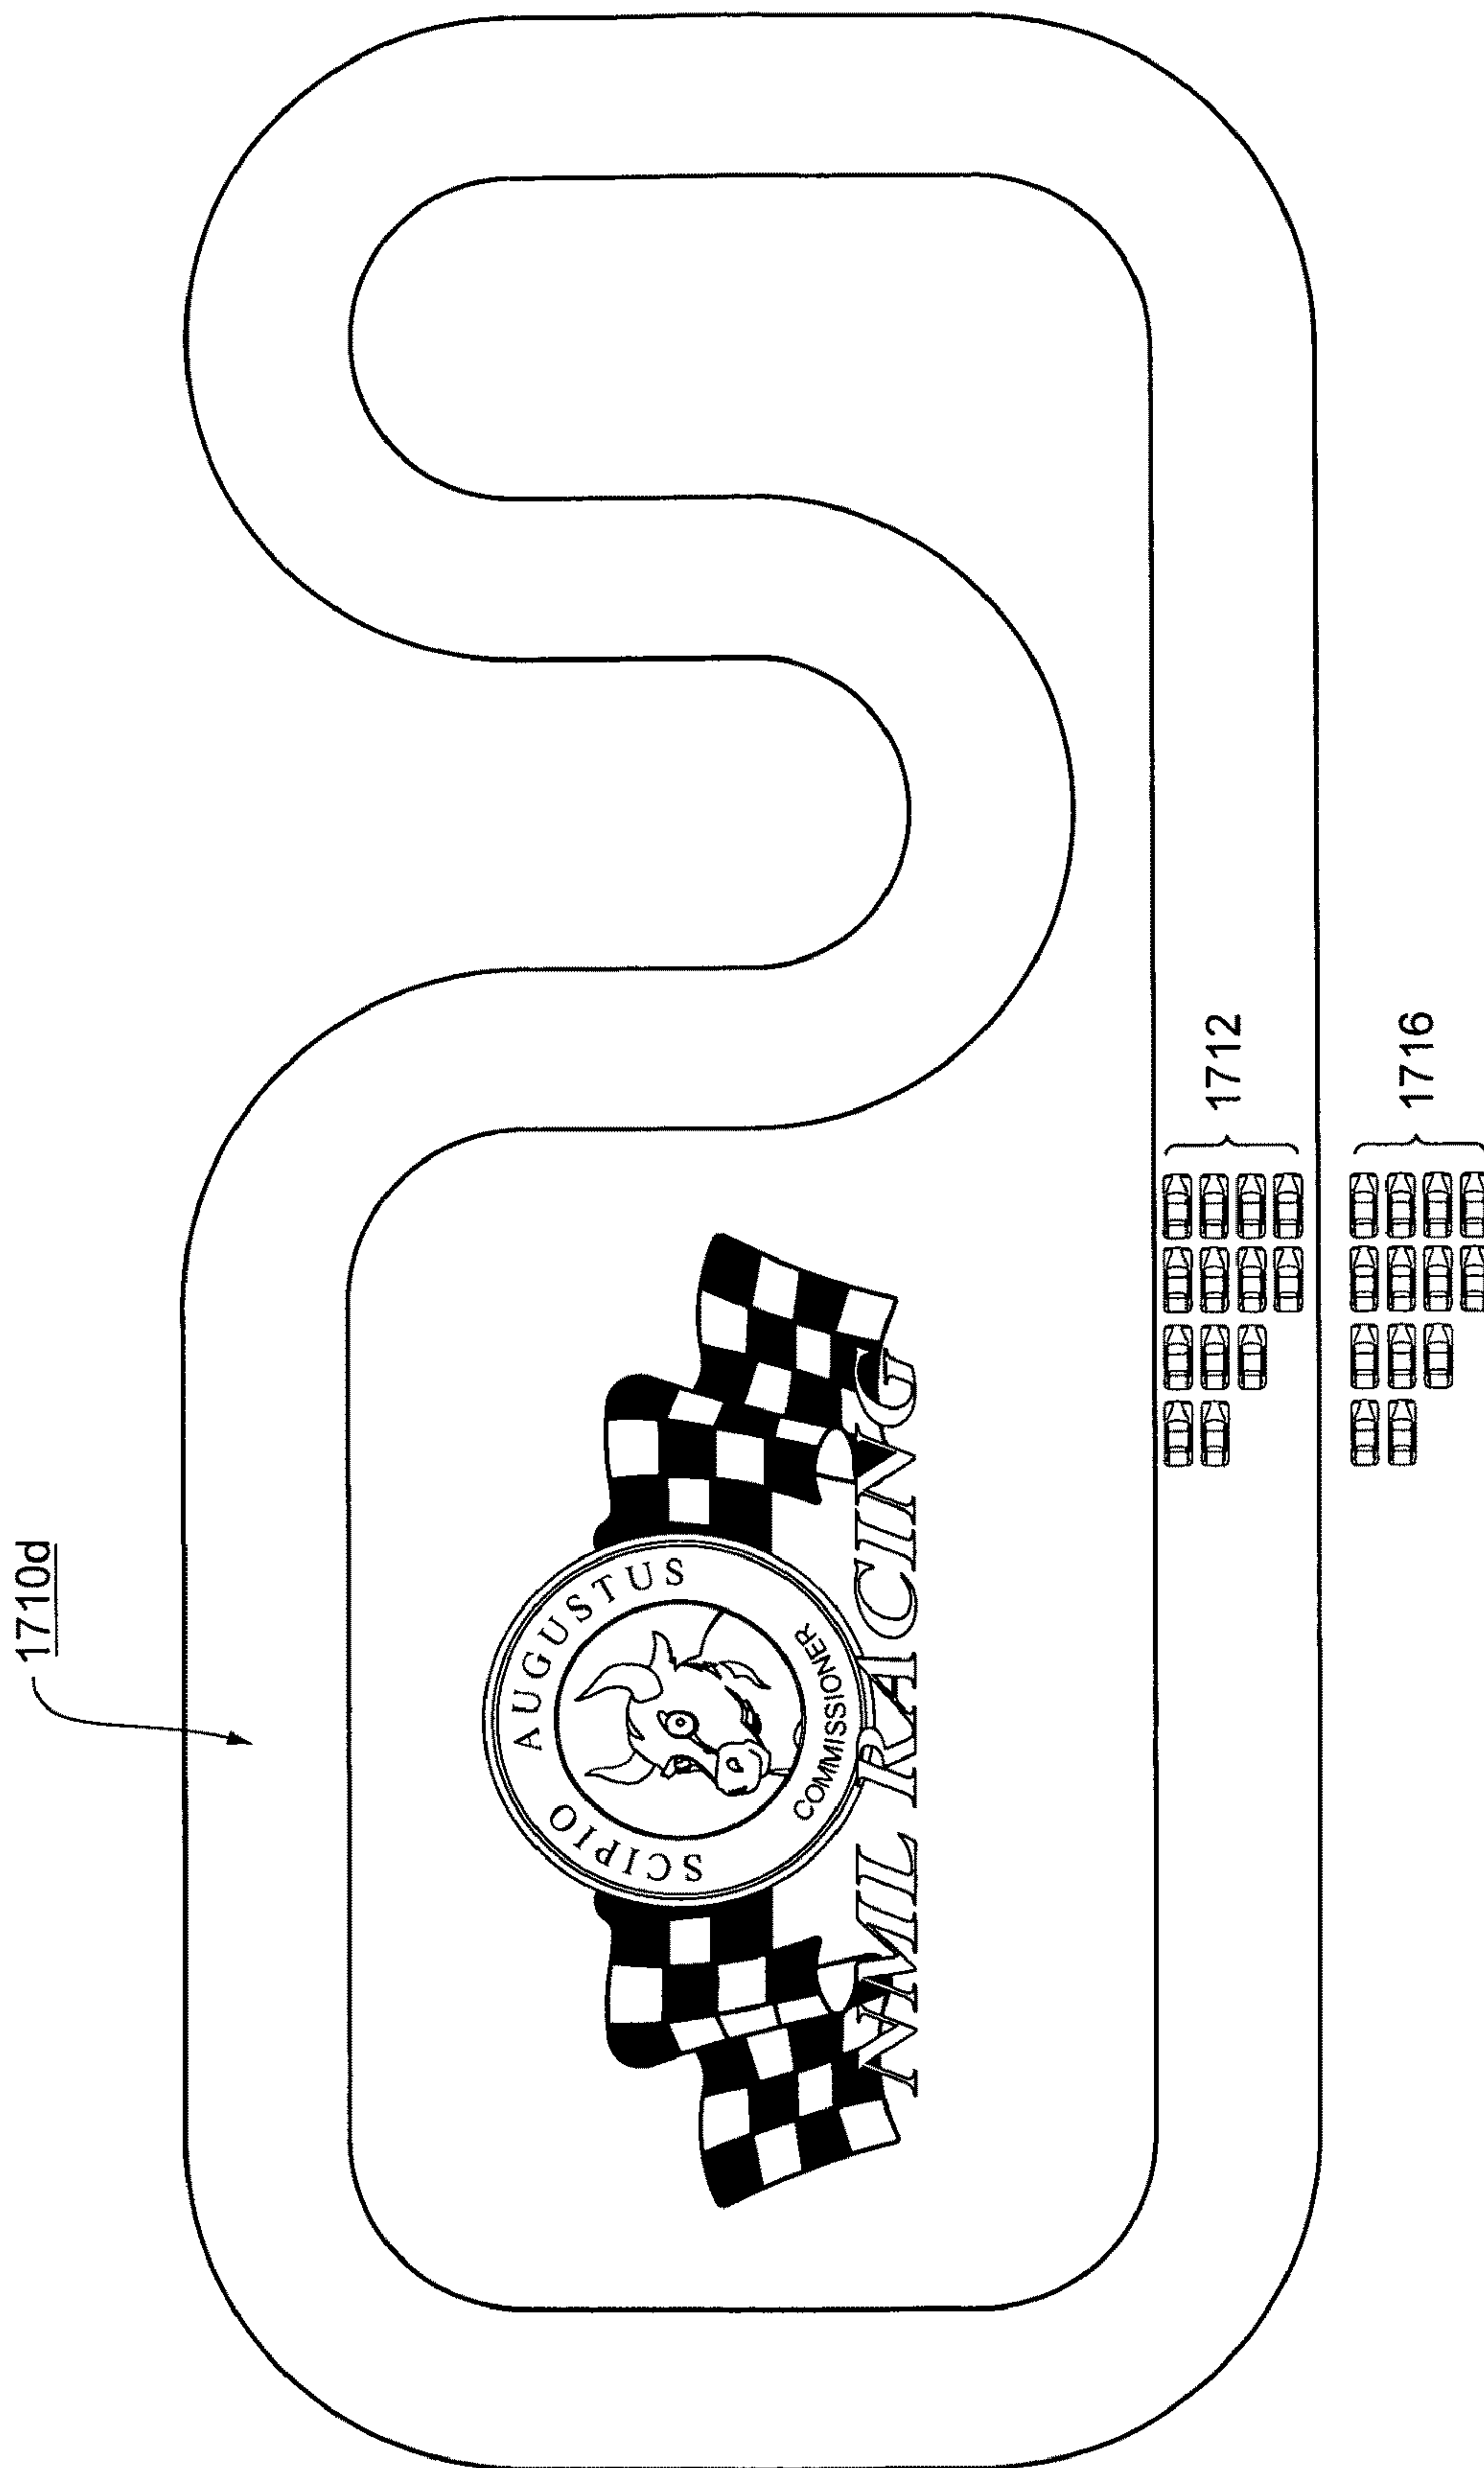 1710d
SCIPIO AUGUSTUS
COMMISSIONER
NMIL RACING
1712
1716